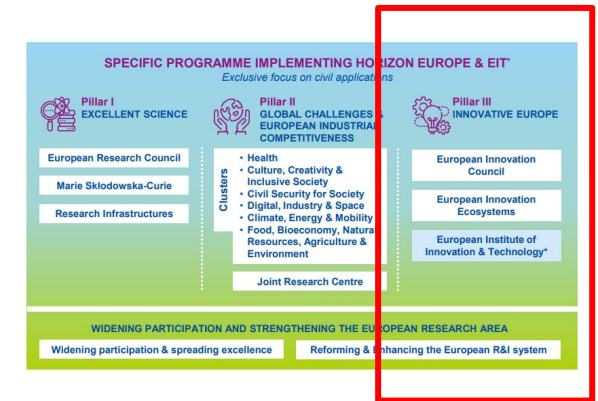 SPECIFIC PROGRAMME IMPLEMENTING HORIZON EUROPE & EIT*
Exclusive focus on civil applications
Pillar I
EXCELLENT SCIENCE
European Research Council
Marie Skłodowska-Curie
Research Infrastructures
Pillar II
GLOBAL CHALLENGES &
EUROPEAN INDUSTRIAL
COMPETITIVENESS
Clusters
• Health
• Culture, Creativity &
Inclusive Society
• Civil Security for Society
• Digital, Industry & Space
• Climate, Energy & Mobility
• Food, Bioeconomy, Natural
Resources, Agriculture &
Environment
Joint Research Centre
Pillar III
INNOVATIVE EUROPE
European Innovation
Council
European Innovation
Ecosystems
European Institute of
Innovation & Technology*
WIDENING PARTICIPATION AND STRENGTHENING THE EUROPEAN RESEARCH AREA
Widening participation & spreading excellence
Reforming & Enhancing the European R&I system